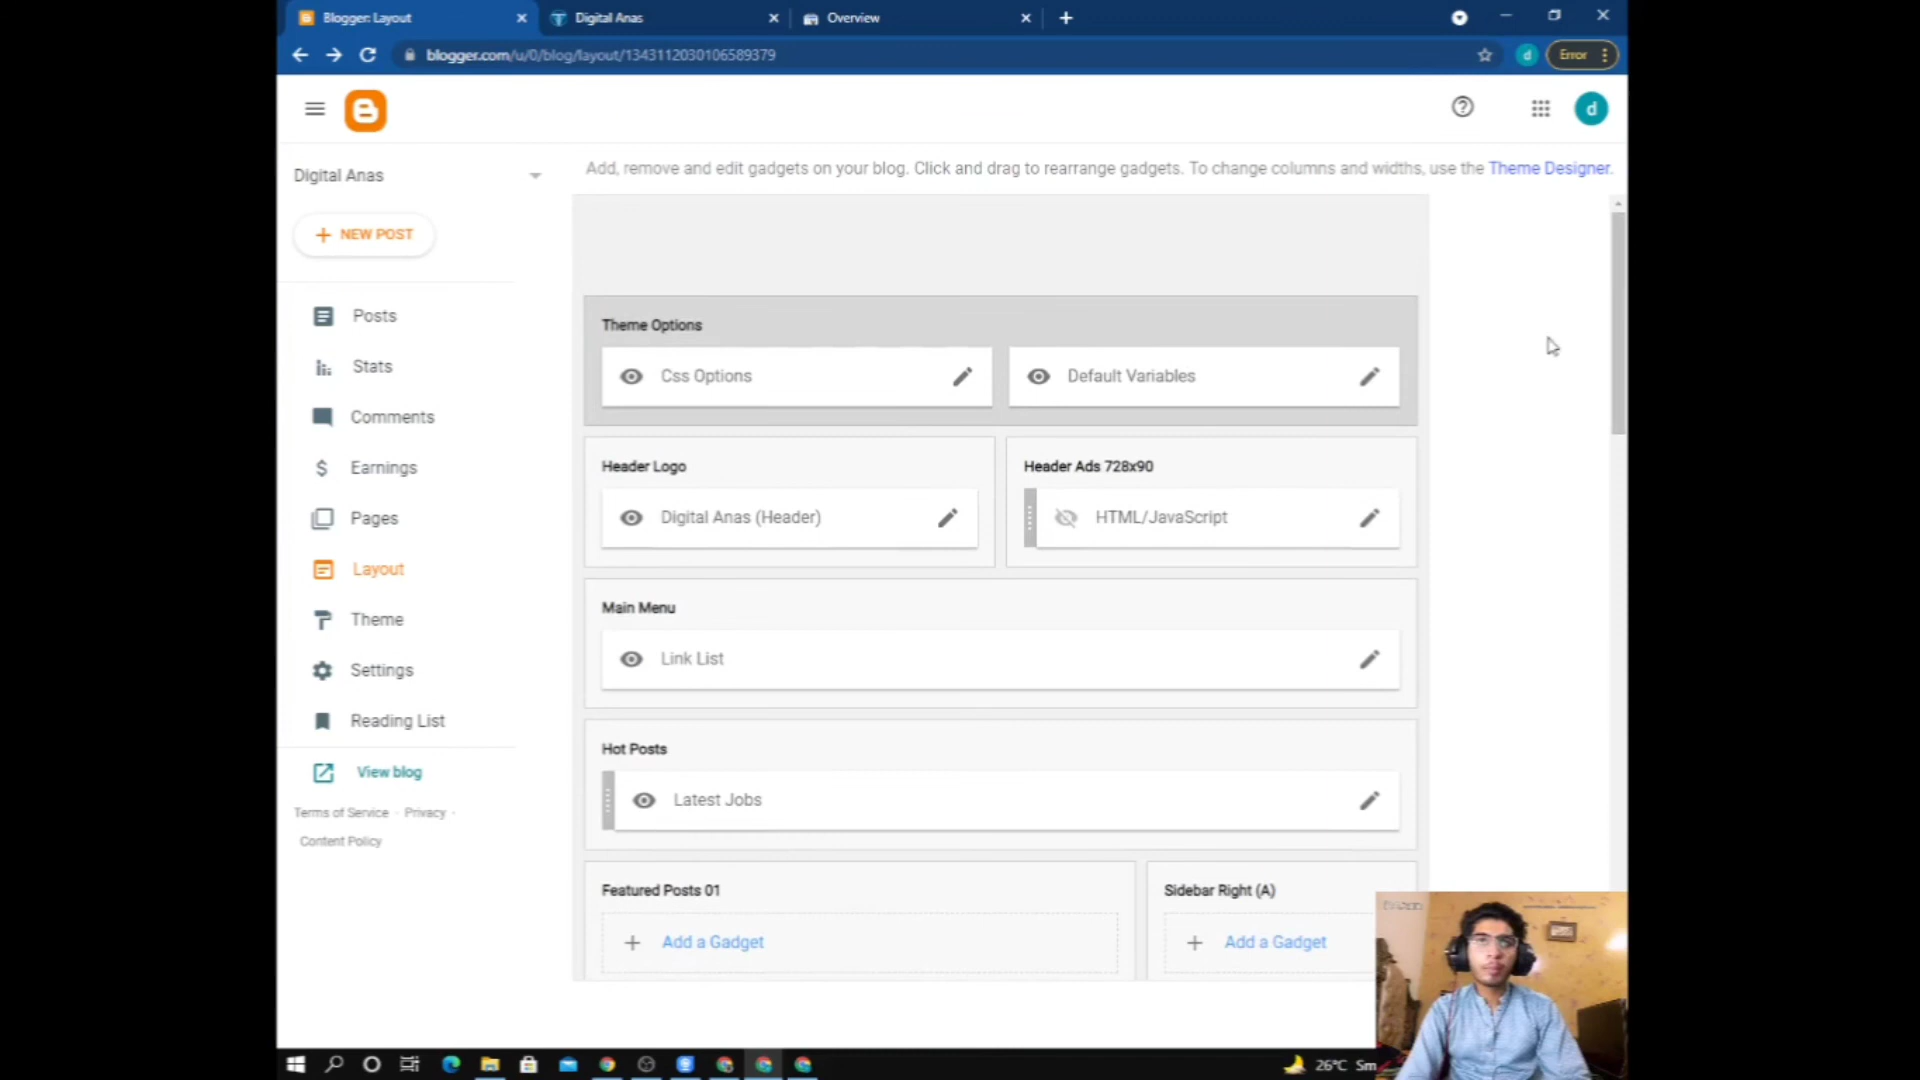 Blogger: Layout
Digital Anas
Overview
blogger.com/u/0/blog/layout/1343112030106589379
d
Error
d
Digital Anas
Add, remove and edit gadgets on your blog. Click and drag to rearrange gadgets. To change columns and widths, use the Theme Designer.
NEW POST
Posts
Stats
Comments
Earnings
Pages
Layout
Theme
Settings
Reading List
View blog
Terms of Service · Privacy ·
Content Policy
Theme Options
Css Options
Default Variables
Header Logo
Digital Anas (Header)
Header Ads 728x90
HTML/JavaScript
Main Menu
Link List
Hot Posts
Latest Jobs
Featured Posts 01
Add a Gadget
Sidebar Right (A)
Add a Gadget
26°C Sm